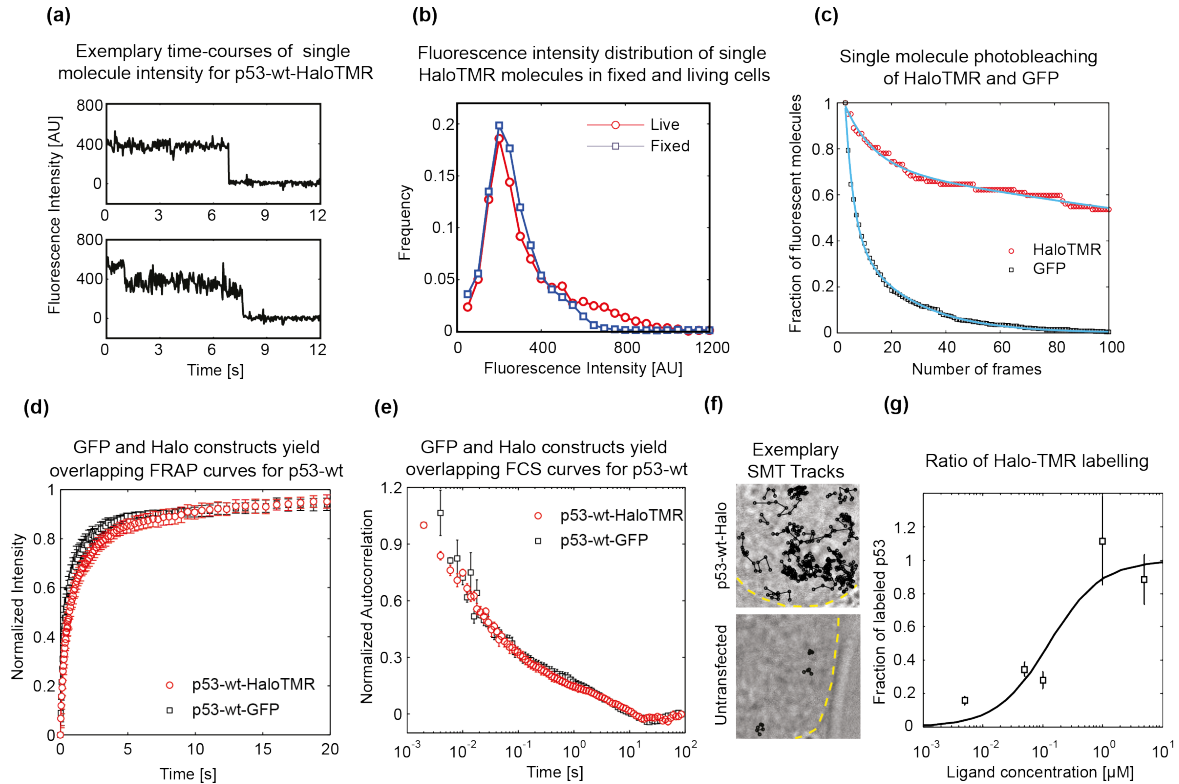 (a)
Exemplary time-courses of single
molecule intensity for p53-wt-HaloTMR
Fluorescence Intensity [AU]
800
400
0
0 3 6 9 12
800
400
0
0 3 6 9 12
Time [s]
(b)
Fluorescence intensity distribution of single
HaloTMR molecules in fixed and living cells
Frequency
0.2
0.15
0.1
0.05
0
Live
Fixed
0 400 800 1200
Fluorescence Intensity [AU]
(c)
Single molecule photobleaching
of HaloTMR and GFP
Fraction of fluorescent molecules
1
0.8
0.6
0.4
0.2
0
HaloTMR
GFP
0 20 40 60 80 100
Number of frames
(d)
GFP and Halo constructs yield
overlapping FRAP curves for p53-wt
Normalized Intensity
1
0.8
0.6
0.4
0.2
0
p53-wt-HaloTMR
p53-wt-GFP
0 5 10 15 20
Time [s]
(e)
GFP and Halo constructs yield
overlapping FCS curves for p53-wt
Normalized Autocorrelation
1.2
0.9
0.6
0.3
0
p53-wt-HaloTMR
p53-wt-GFP
10-3 10-2 10-1 100 101 102
Time [s]
(f)
Exemplary
SMT Tracks
p53-wt-Halo
Untransfected
(g)
Ratio of Halo-TMR labelling
Fraction of labeled p53
1.2
1
0.8
0.6
0.4
0.2
0
10-3 10-2 10-1 100 101
Ligand concentration [µM]